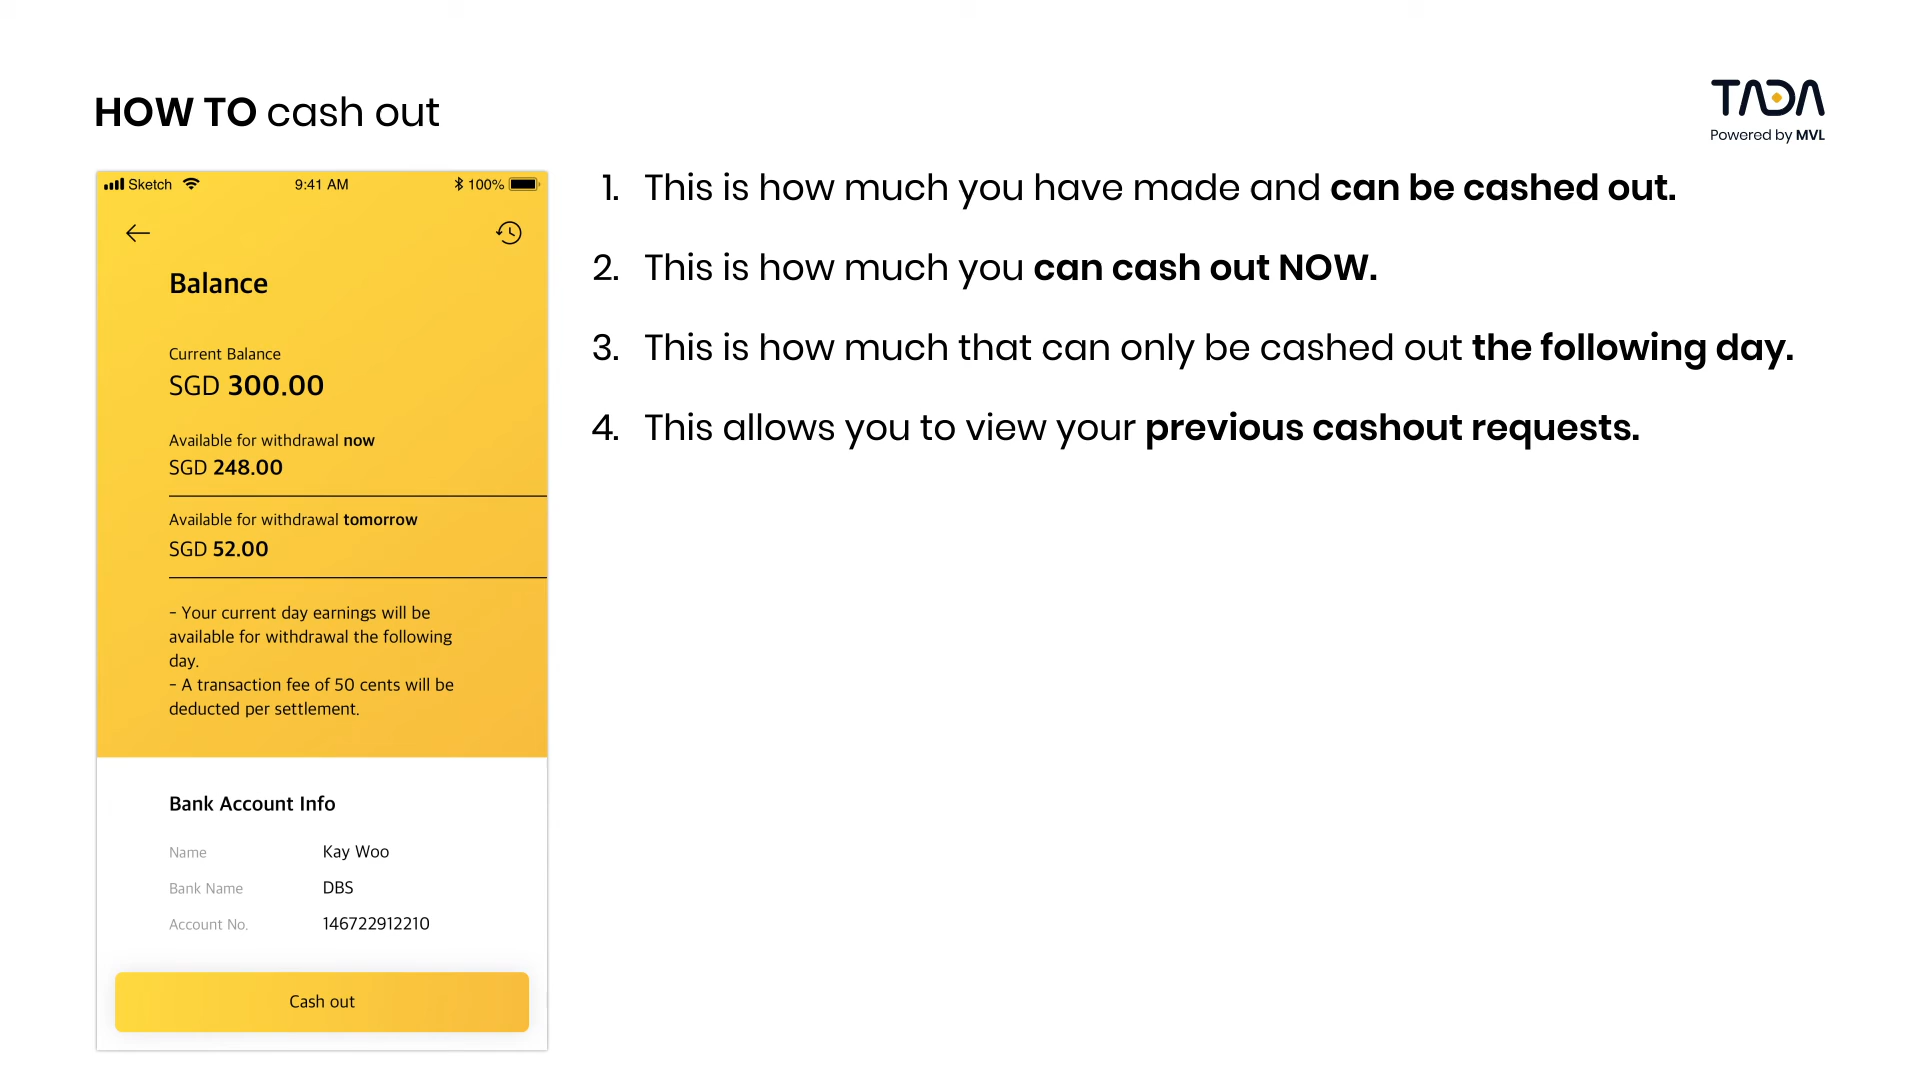 HOW TO cash out
TADA
Powered by MVL
Sketch 9:41 AM 100%
Balance
Current Balance
SGD 300.00
Available for withdrawal now
SGD 248.00
Available for withdrawal tomorrow
SGD 52.00
- Your current day earnings will be
available for withdrawal the following
day.
- A transaction fee of 50 cents will be
deducted per settlement.
Bank Account Info
Name Kay Woo
Bank Name DBS
Account No. 146722912210
Cash out
1. This is how much you have made and can be cashed out.
2. This is how much you can cash out NOW.
3. This is how much that can only be cashed out the following day.
4. This allows you to view your previous cashout requests.